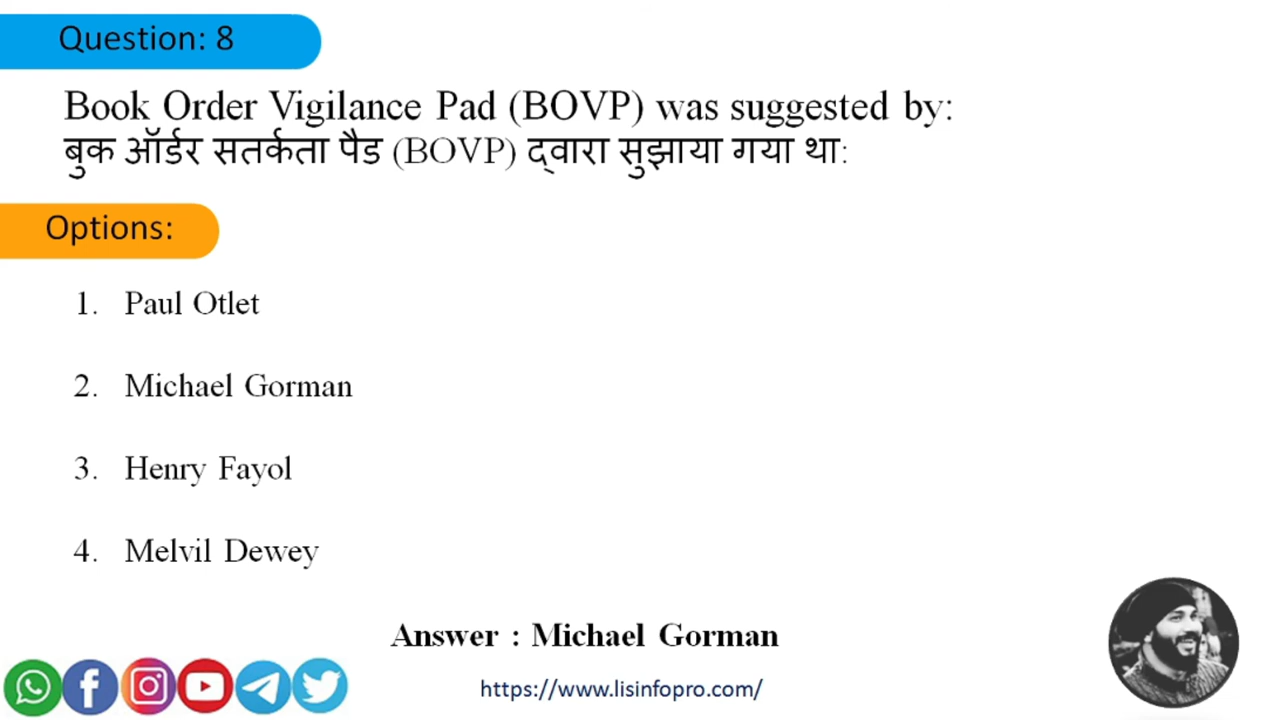 Question: 8
Book Order Vigilance Pad (BOVP) was suggested by:
बुक ऑर्डर सतर्कता पैड (BOVP) द्वारा सुझाया गया था:
Options:
1. Paul Otlet
2. Michael Gorman
3. Henry Fayol
4. Melvil Dewey
Answer : Michael Gorman
https://www.lisinfopro.com/